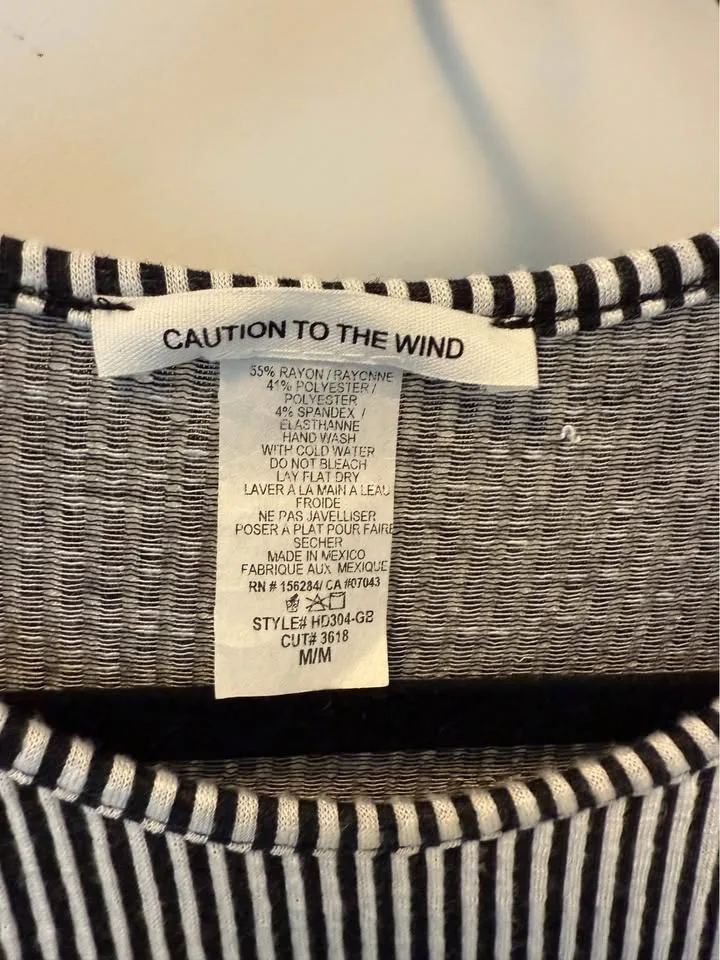 CAUTION TO THE WIND
55% RAYON / RAYONNE
41% POLYESTER /
POLYESTER
4% SPANDEX /
ELASTHANNE
HAND WASH
WITH COLD WATER
DO NOT BLEACH
LAY FLAT DRY
LAVER A LA MAIN A LEAU
FROIDE
NE PAS JAVELLISER
POSER A PLAT POUR FAIRE
SECHER
MADE IN MEXICO
FABRIQUE AUX MEXIQUE
RN # 156284/ CA #07043
STYLE# HD304-GB
CUT# 3618
M/M